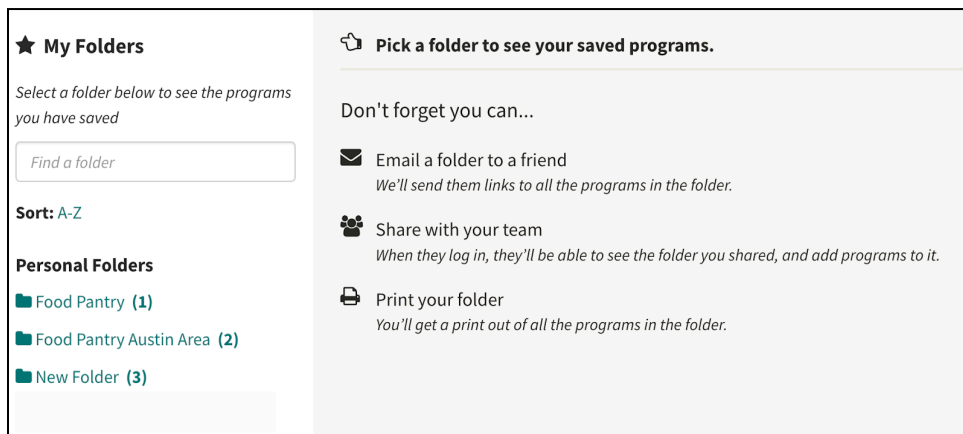 My Folders
Select a folder below to see the programs
you have saved
Find a folder
Sort: A-Z
Personal Folders
Food Pantry (1)
Food Pantry Austin Area (2)
New Folder (3)
Pick a folder to see your saved programs.
Don't forget you can...
Email a folder to a friend
We'll send them links to all the programs in the folder.
Share with your team
When they log in, they'll be able to see the folder you shared, and add programs to it.
Print your folder
You'll get a print out of all the programs in the folder.